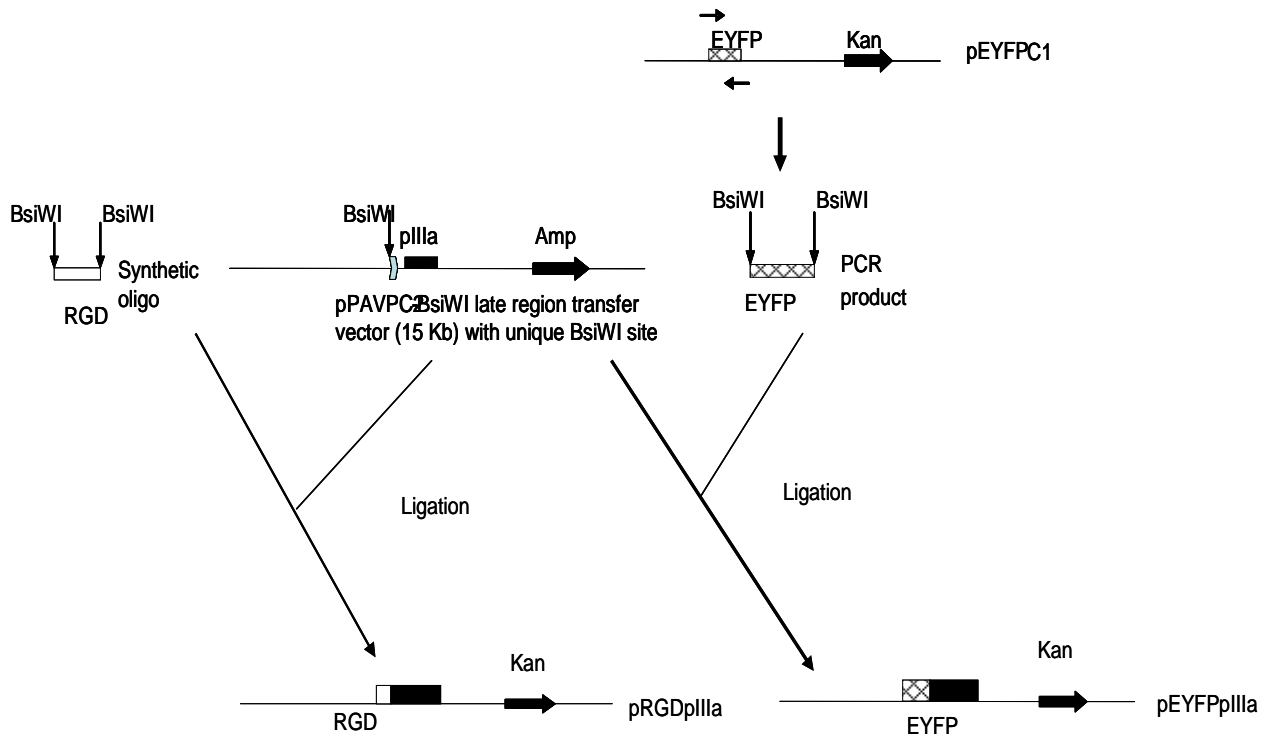 EYFP
Kan
pEYFPC1
BsiWI
BsiWI
BsiWI
pIIIa
Amp
BsiWI
BsiWI
Synthetic
oligo
RGD
PCR
product
EYFP
pPAVPC2-BsiWI late region transfer
vector (15 Kb) with unique BsiWI site
Ligation
Ligation
Kan
pRGDpIIIa
RGD
Kan
pEYFPpIIIa
EYFP